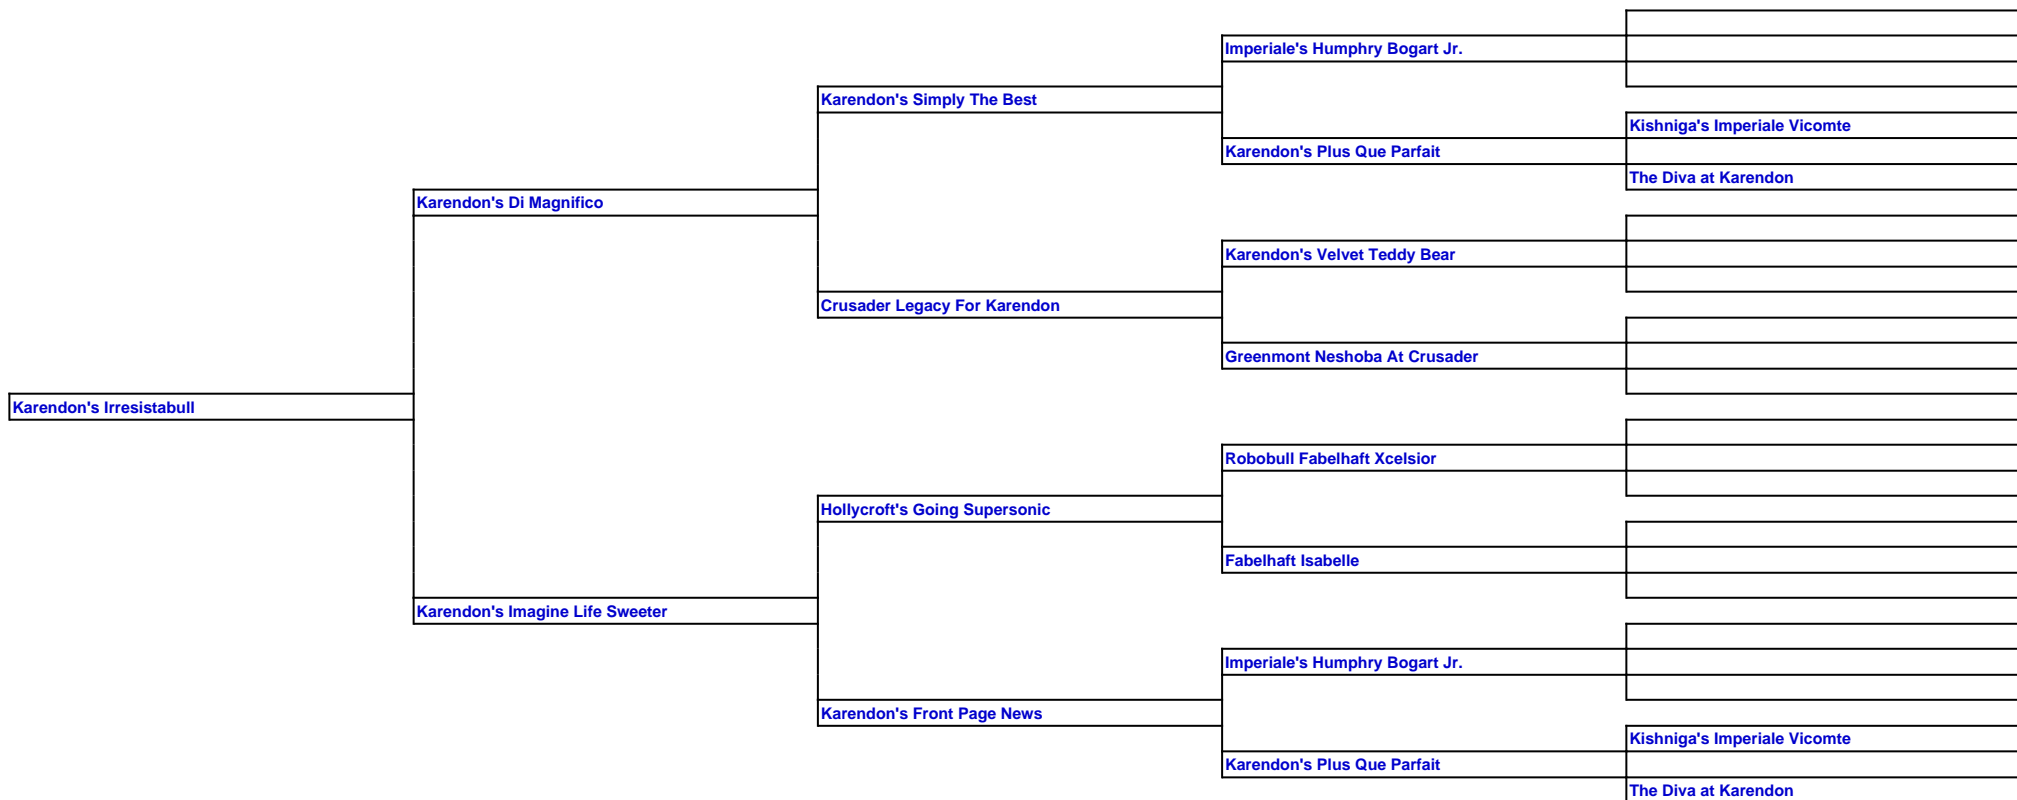 Imperiale's Humphry Bogart Jr.
Karendon's Simply The Best
Kishniga's Imperiale Vicomte
Karendon's Plus Que Parfait
The Diva at Karendon
Karendon's Di Magnifico
Karendon's Velvet Teddy Bear
Crusader Legacy For Karendon
Greenmont Neshoba At Crusader
Karendon's Irresistabull
Robobull Fabelhaft Xcelsior
Hollycroft's Going Supersonic
Fabelhaft Isabelle
Karendon's Imagine Life Sweeter
Imperiale's Humphry Bogart Jr.
Karendon's Front Page News
Kishniga's Imperiale Vicomte
Karendon's Plus Que Parfait
The Diva at Karendon